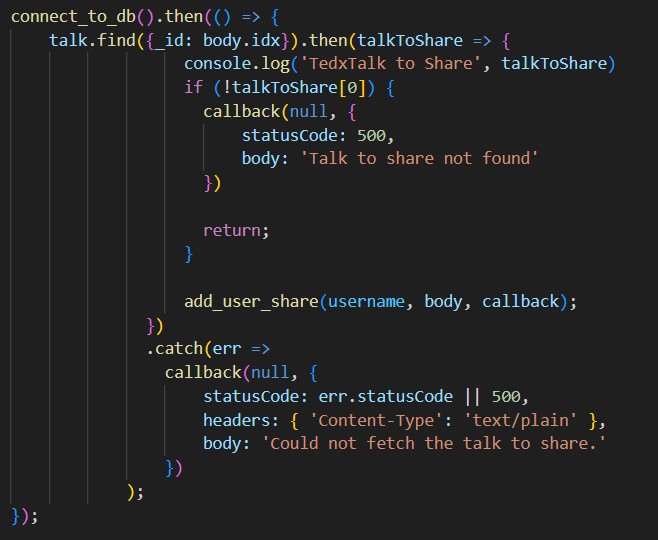 connect_to_db().then(() => {
    talk.find({_id: body.idx}).then(talkToShare => {
                  console.log('TedxTalk to Share', talkToShare)
                  if (!talkToShare[0]) {
                    callback(null, {
                        statusCode: 500,
                        body: 'Talk to share not found'
                    })

                    return;
                  }

                  add_user_share(username, body, callback);
              })
              .catch(err =>
                callback(null, {
                    statusCode: err.statusCode || 500,
                    headers: { 'Content-Type': 'text/plain' },
                    body: 'Could not fetch the talk to share.'
                })
            );
});